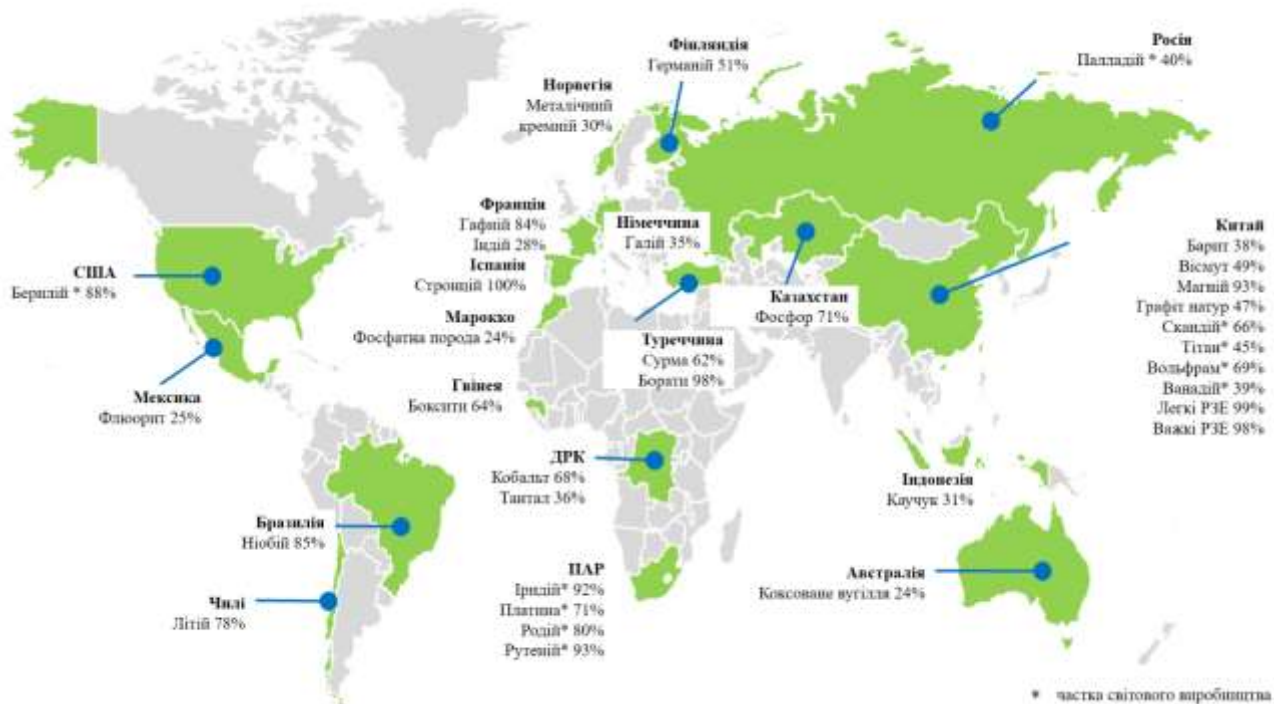 Фінляндія
Германій 51%
Росія
Палладій * 40%
Норвегія
Металічний
кремній 30%
Франція
Гафній 84%
Індій 28%
Німеччина
Галій 35%
Іспанія
Стронцій 100%
США
Берилій * 88%
Марокко
Фосфатна порода 24%
Казахстан
Фосфор 71%
Туреччина
Сурма 62%
Борати 98%
Китай
Барит 38%
Вісмут 49%
Магній 93%
Графіт натур 47%
Скандій* 66%
Тітан* 45%
Вольфрам* 69%
Ванадій* 39%
Легкі РЗЕ 99%
Важкі РЗЕ 98%
Мексика
Флюорит 25%
Гвінея
Боксити 64%
ДРК
Кобальт 68%
Тантал 36%
Індонезія
Каучук 31%
Бразилія
Ніобій 85%
Чилі
Літій 78%
ПАР
Іридій* 92%
Платина* 71%
Родій* 80%
Рутеній* 93%
Австралія
Коксоване вугілля 24%
* частка світового виробництва